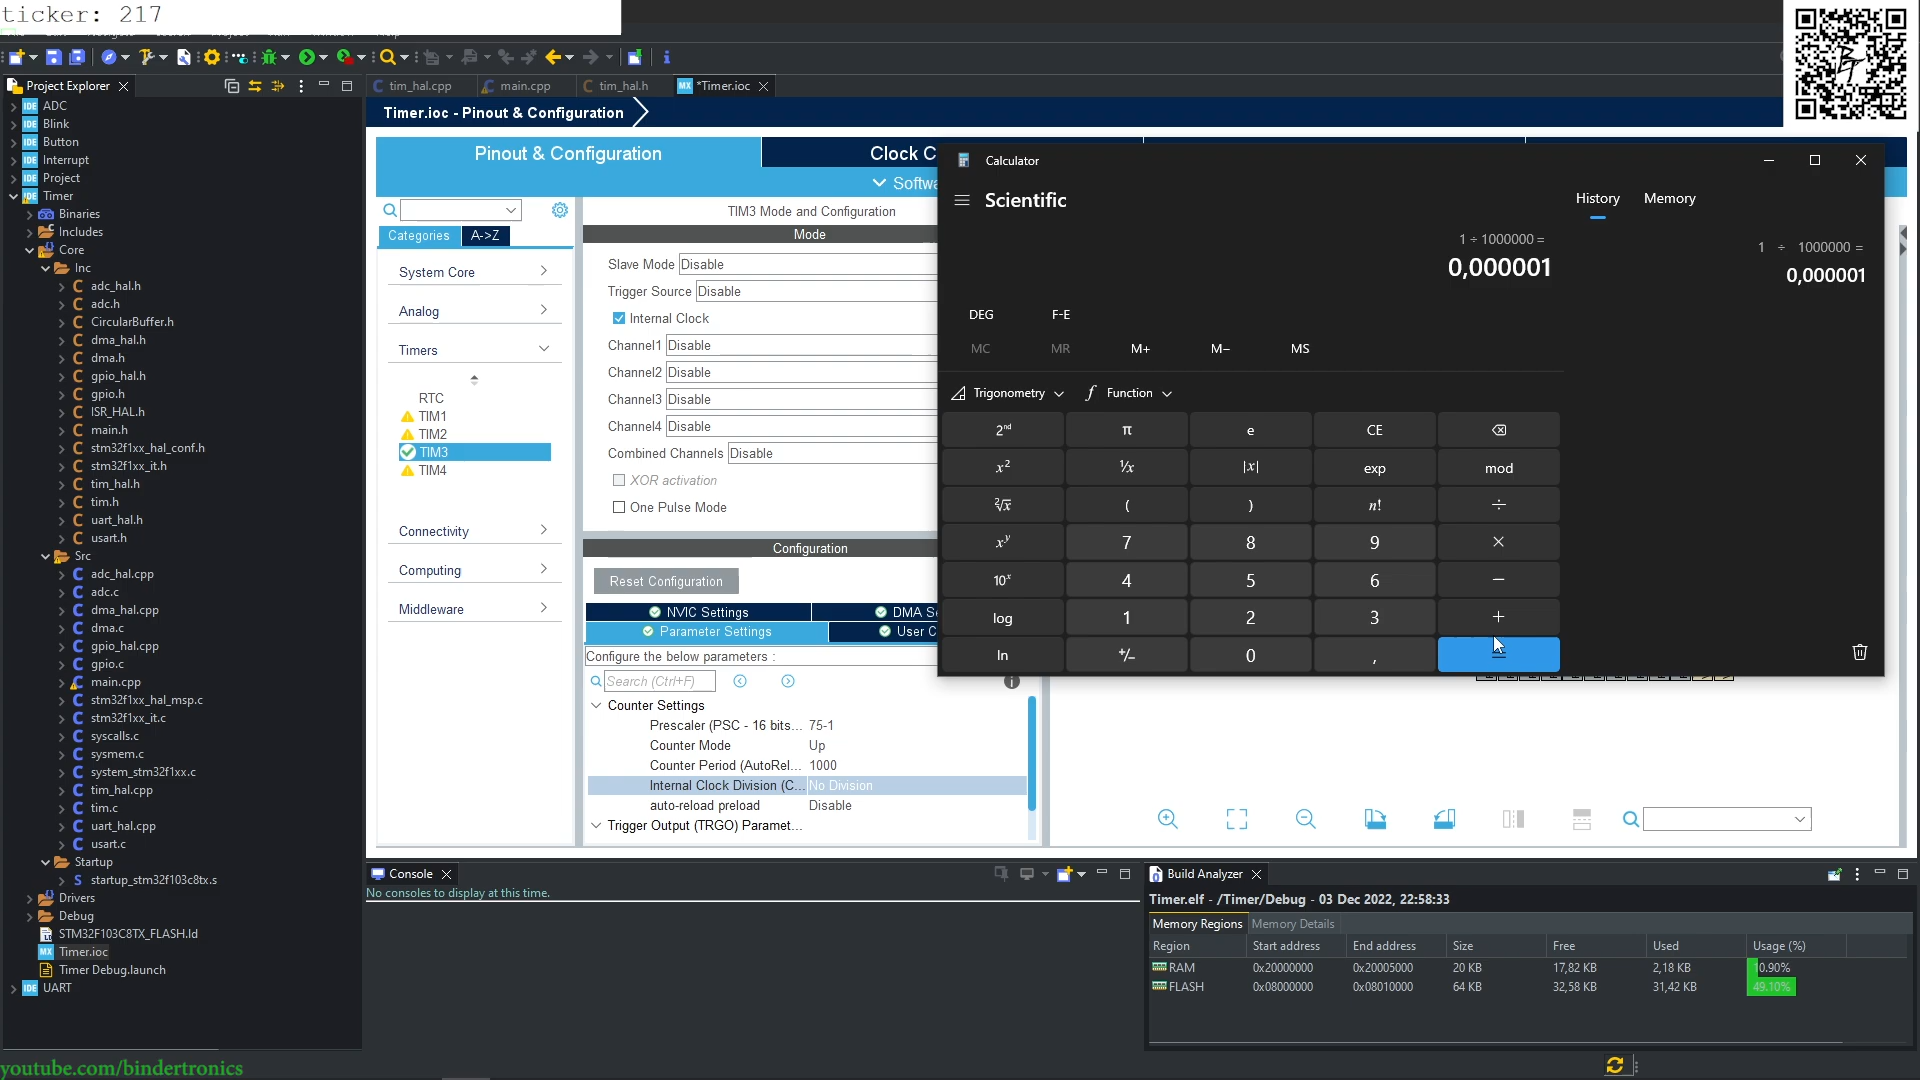 ticker: 217
Project Explorer
ADC
Blink
Button
Interrupt
Project
Timer
Binaries
Includes
Core
Inc
adc_hal.h
adc.h
CircularBuffer.h
dma_hal.h
dma.h
gpio_hal.h
gpio.h
ISR_HAL.h
main.h
stm32f1xx_hal_conf.h
stm32f1xx_it.h
tim_hal.h
tim.h
uart_hal.h
usart.h
Src
adc_hal.cpp
adc.c
dma_hal.cpp
dma.c
gpio_hal.cpp
gpio.c
main.cpp
stm32f1xx_hal_msp.c
stm32f1xx_it.c
syscalls.c
sysmem.c
system_stm32f1xx.c
tim_hal.cpp
tim.c
uart_hal.cpp
usart.c
Startup
startup_stm32f103c8tx.s
Drivers
Debug
STM32F103C8TX_FLASH.ld
Timer.ioc
Timer Debug.launch
UART
youtube.com/bindertronics
tim_hal.cpp
main.cpp
tim_hal.h
*Timer.ioc
Timer.ioc - Pinout & Configuration
Pinout & Configuration
Clock C
Softwa
Categories
A->Z
System Core
Analog
Timers
RTC
TIM1
TIM2
TIM3
TIM4
Connectivity
Computing
Middleware
TIM3 Mode and Configuration
Mode
Slave Mode Disable
Trigger Source Disable
Internal Clock
Channel1 Disable
Channel2 Disable
Channel3 Disable
Channel4 Disable
Combined Channels Disable
XOR activation
One Pulse Mode
Configuration
Reset Configuration
NVIC Settings
DMA S
Parameter Settings
User C
Configure the below parameters :
Search (Ctrl+F)
Counter Settings
Prescaler (PSC - 16 bits... 75-1
Counter Mode Up
Counter Period (AutoRel... 1000
Internal Clock Division (C... No Division
auto-reload preload Disable
Trigger Output (TRGO) Paramet...
Calculator
Scientific
History
Memory
1 ÷ 1000000 =
0,000001
1 ÷ 1000000 =
0,000001
DEG
F-E
MC
MR
M+
M−
MS
Trigonometry
Function
2nd π e CE
x² ⅟x |x| exp mod
²√x ( ) n! ÷
xʸ 7 8 9 ×
10ˣ 4 5 6 −
log 1 2 3 +
ln +/− 0 , =
Console
No consoles to display at this time.
Build Analyzer
Timer.elf - /Timer/Debug - 03 Dec 2022, 22:58:33
Memory Regions
Memory Details
Region Start address End address Size Free Used Usage (%)
RAM 0x20000000 0x20005000 20 KB 17,82 KB 2,18 KB 10.90%
FLASH 0x08000000 0x08010000 64 KB 32,58 KB 31,42 KB 49.10%